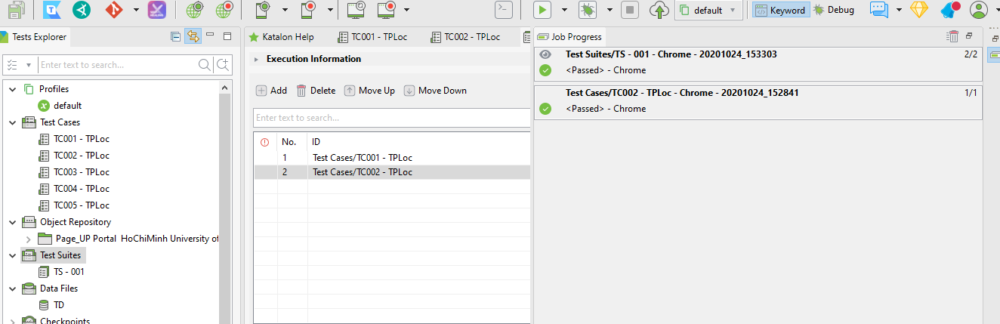 default
Keyword
Debug
Tests Explorer
Katalon Help
TC001 - TPLoc
TC002 - TPLoc
Job Progress
Enter text to search...
Profiles
default
Test Cases
TC001 - TPLoc
TC002 - TPLoc
TC003 - TPLoc
TC004 - TPLoc
TC005 - TPLoc
Object Repository
Page_UP Portal HoChiMinh University of
Test Suites
TS - 001
Data Files
TD
Checkpoints
Execution Information
Add
Delete
Move Up
Move Down
Enter text to search...
No.
ID
1
Test Cases/TC001 - TPLoc
2
Test Cases/TC002 - TPLoc
Test Suites/TS - 001 - Chrome - 20201024_153303
2/2
<Passed> - Chrome
Test Cases/TC002 - TPLoc - Chrome - 20201024_152841
1/1
<Passed> - Chrome